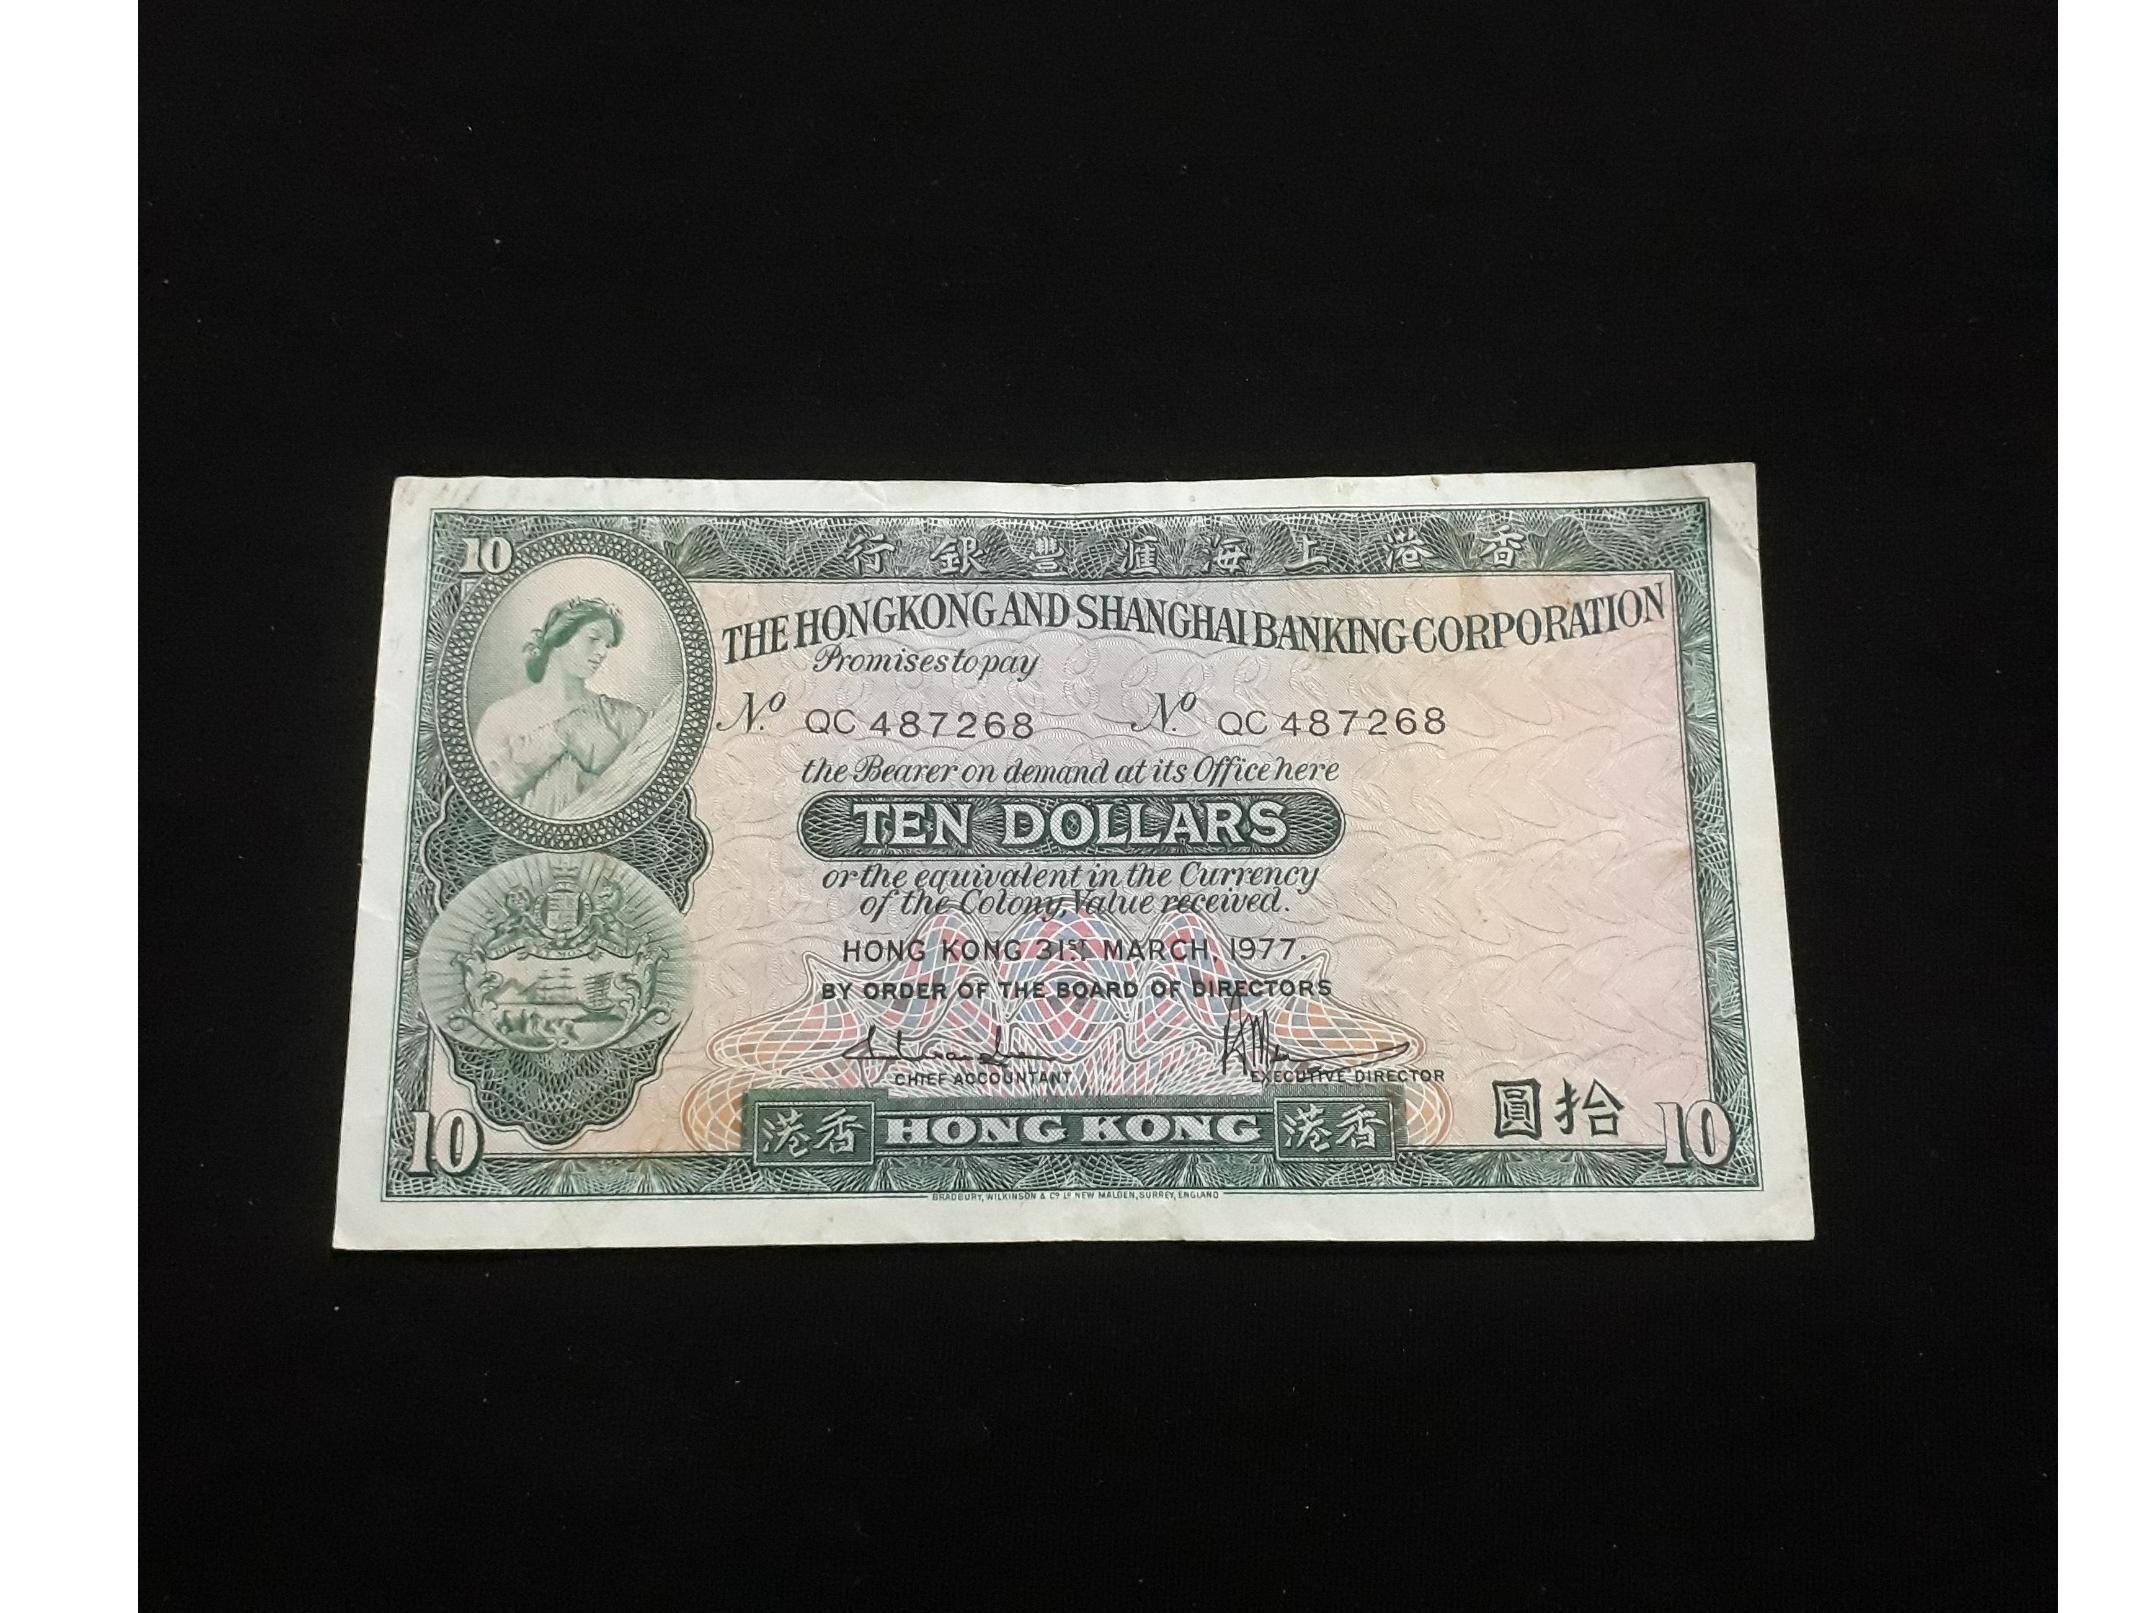 行銀豐滙海上港香
10
THE HONGKONG AND SHANGHAI BANKING CORPORATION
Promises to pay
Nº QC 487268 Nº QC 487268
the Bearer on demand at its Office here
TEN DOLLARS
or the equivalent in the Currency
of the Colony, Value received.
HONG KONG 31ST MARCH, 1977.
BY ORDER OF THE BOARD OF DIRECTORS
CHIEF ACCOUNTANT EXECUTIVE DIRECTOR
10 港香 HONG KONG 港香 圓拾 10
BRADBURY, WILKINSON & Cº Lº NEW MALDEN, SURREY, ENGLAND